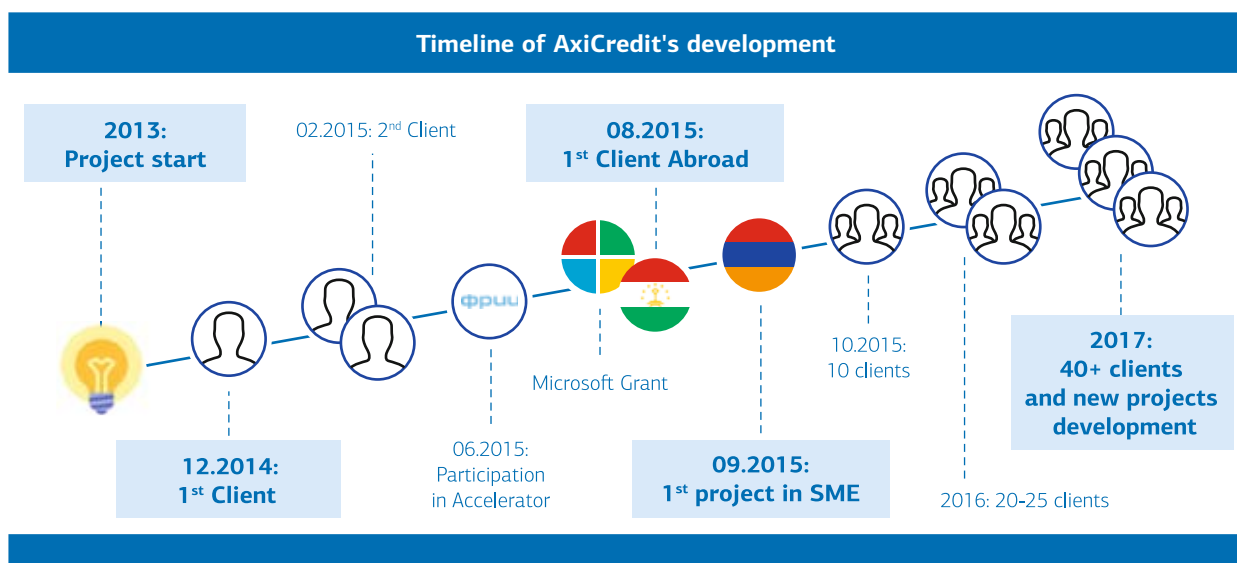 Timeline of AxiCredit's development
2013:
Project start
02.2015: 2nd Client
08.2015:
1st Client Abroad
фрии
Microsoft Grant
10.2015:
10 clients
2017:
40+ clients
and new projects
development
12.2014:
1st Client
06.2015:
Participation
in Accelerator
09.2015:
1st project in SME
2016: 20-25 clients